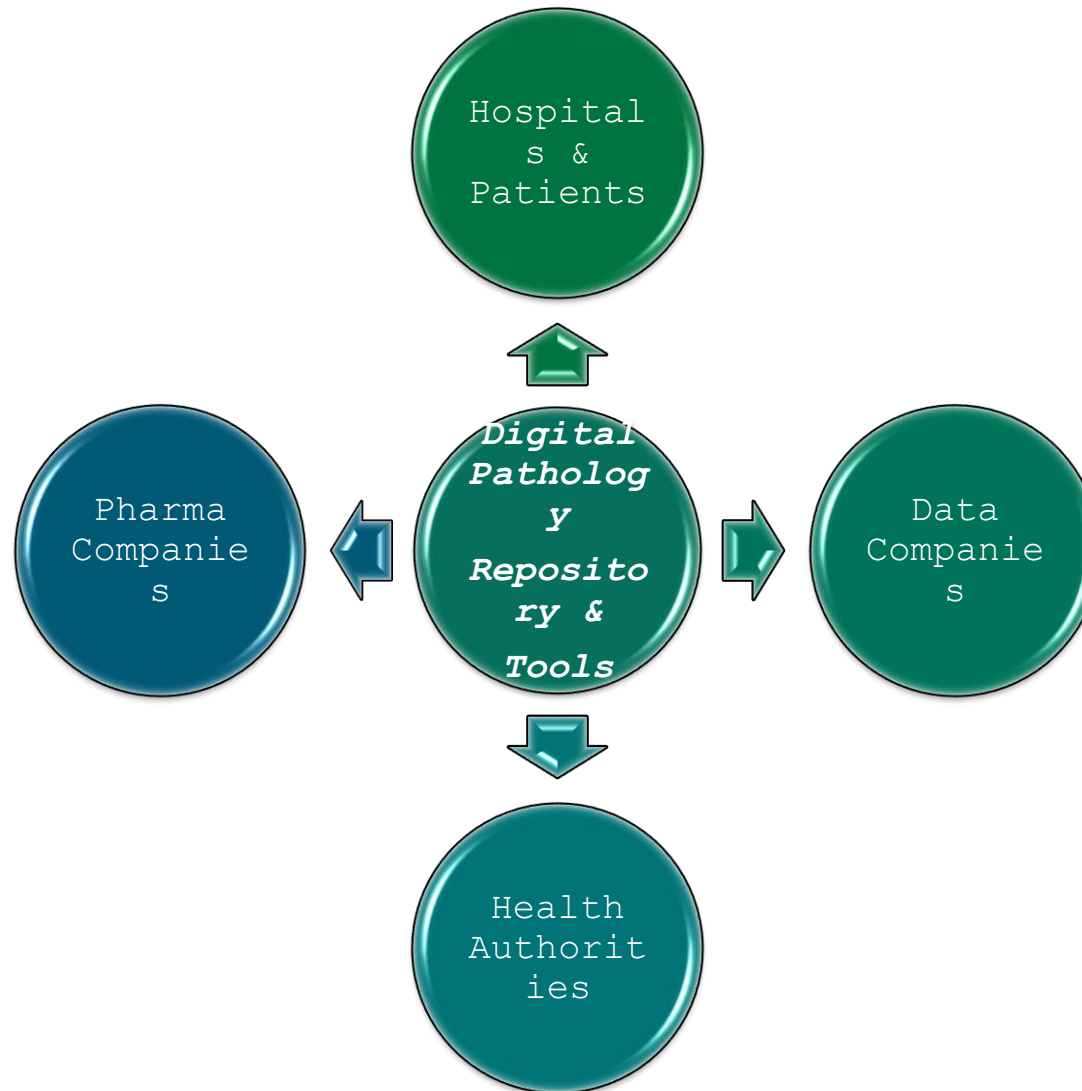 Hospital
s &
Patients
Pharma
Companie
s
Digital
Patholog
y
Reposito
ry &
Tools
Data
Companie
s
Health
Authorit
ies